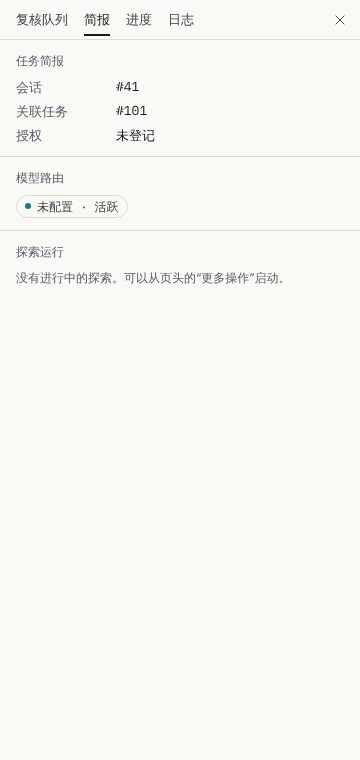 复核队列 简报 进度 日志
任务简报
会话 #41
关联任务 #101
授权 未登记
模型路由
未配置 · 活跃
探索运行
没有进行中的探索。可以从页头的“更多操作”启动。